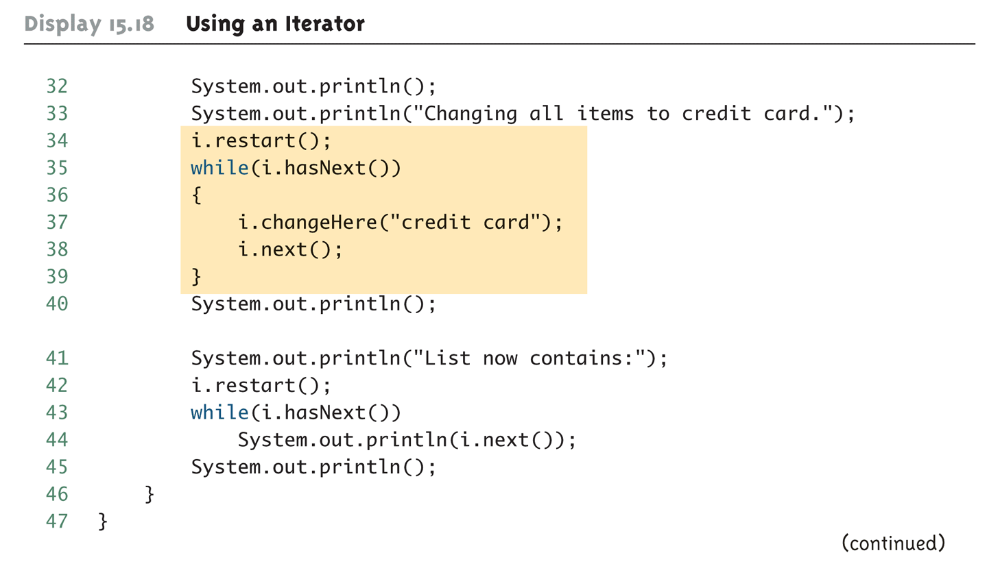 Display 15.18 Using an Iterator
32 System.out.println();
33 System.out.println("Changing all items to credit card.");
34 i.restart();
35 while(i.hasNext())
36 {
37 i.changeHere("credit card");
38 i.next();
39 }
40 System.out.println();
41 System.out.println("List now contains:");
42 i.restart();
43 while(i.hasNext())
44 System.out.println(i.next());
45 System.out.println();
46 }
47 }
(continued)